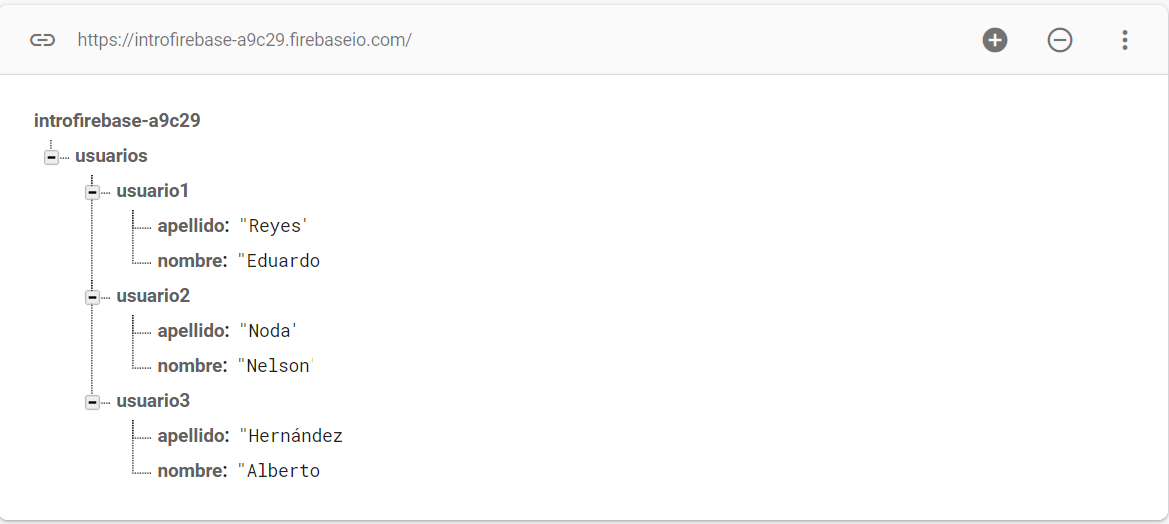 https://introfirebase-a9c29.firebaseio.com/
introfirebase-a9c29
usuarios
usuario1
apellido: "Reyes'
nombre: "Eduardo
usuario2
apellido: "Noda'
nombre: "Nelson'
usuario3
apellido: "Hernández
nombre: "Alberto